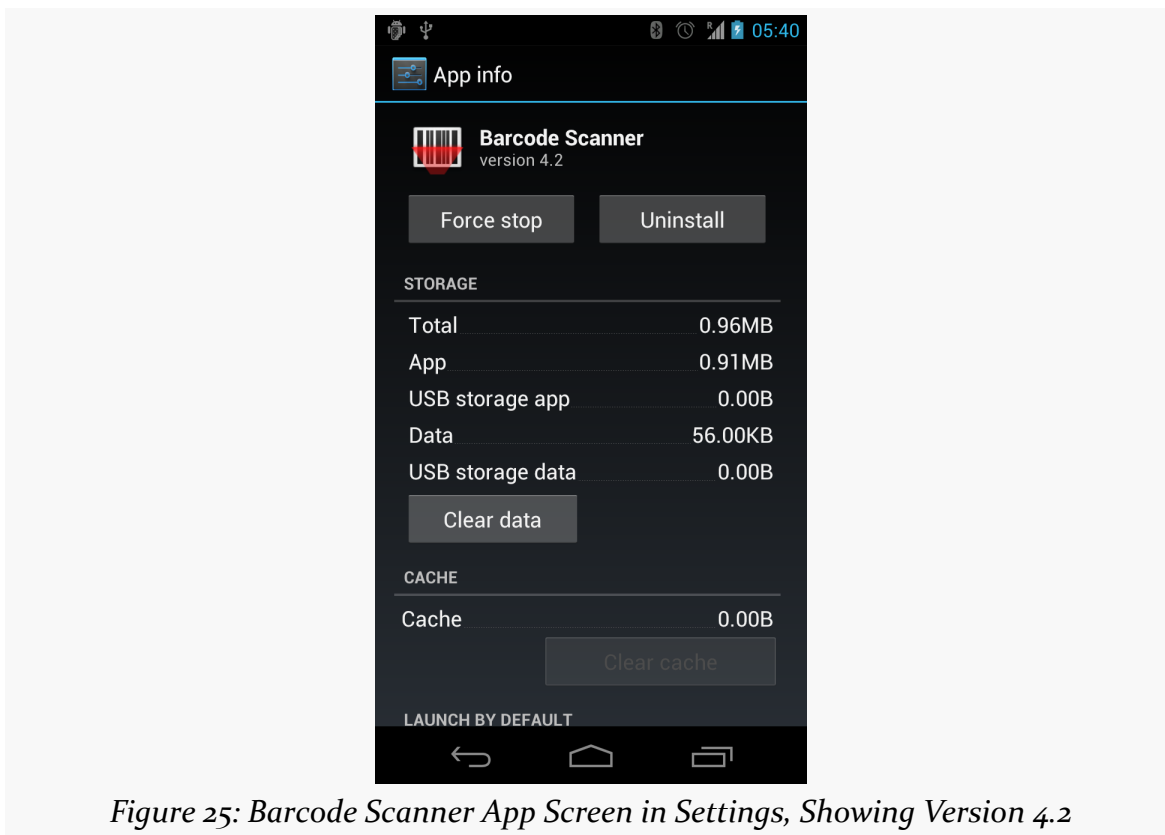 R 05:40
App info
Barcode Scanner
version 4.2
Force stop Uninstall
STORAGE
Total 0.96MB
App 0.91MB
USB storage app 0.00B
Data 56.00KB
USB storage data 0.00B
Clear data
CACHE
Cache 0.00B
Clear cache
LAUNCH BY DEFAULT
Figure 25: Barcode Scanner App Screen in Settings, Showing Version 4.2